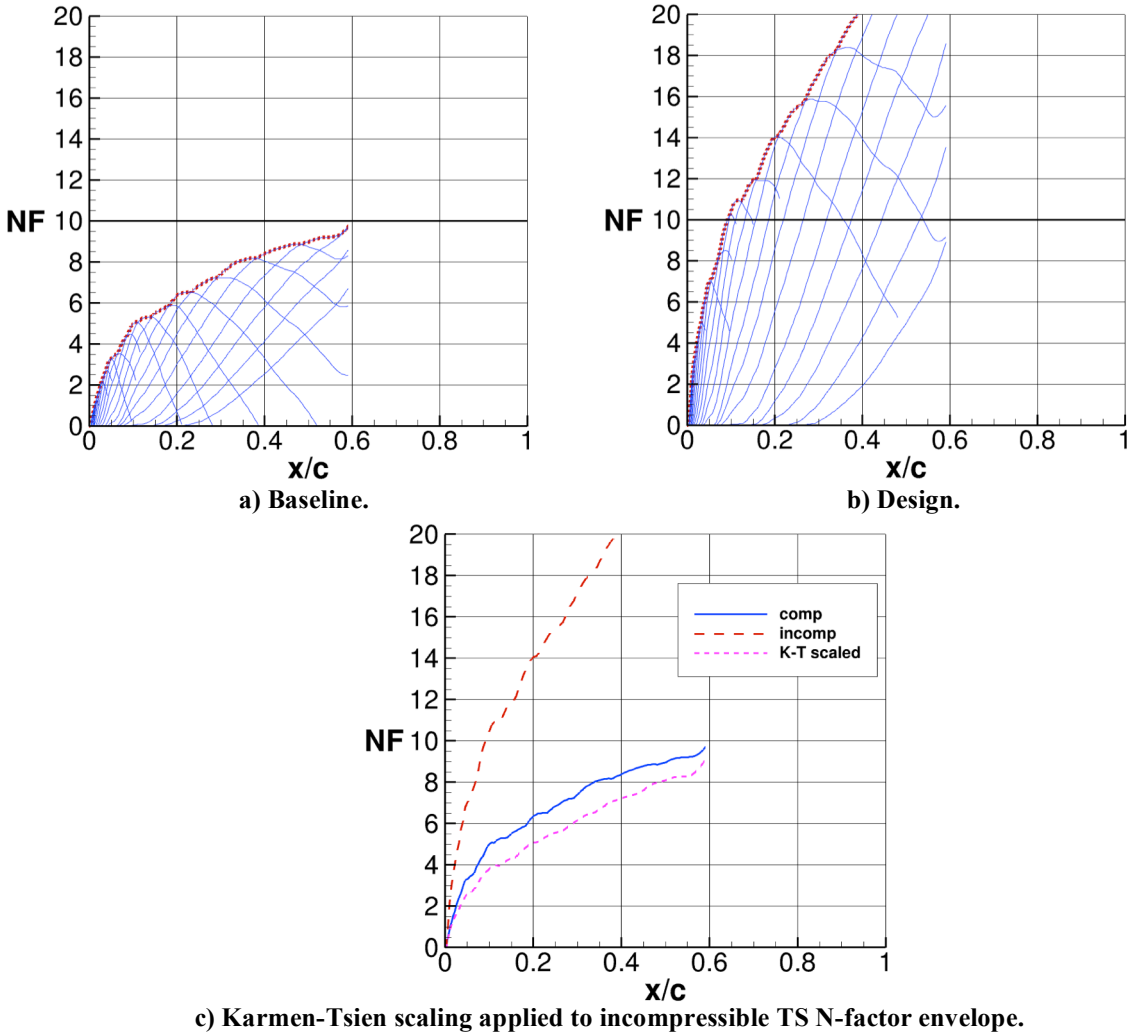 20
18
16
14
12
NF 10
8
6
4
2
0
0 0.2 0.4 0.6 0.8 1
x/c
a) Baseline.
20
18
16
14
12
NF 10
8
6
4
2
0
0 0.2 0.4 0.6 0.8 1
x/c
b) Design.
20
18
16
14
12
NF 10
8
6
4
2
0
comp
incomp
K-T scaled
0 0.2 0.4 0.6 0.8 1
x/c
c) Karmen-Tsien scaling applied to incompressible TS N-factor envelope.